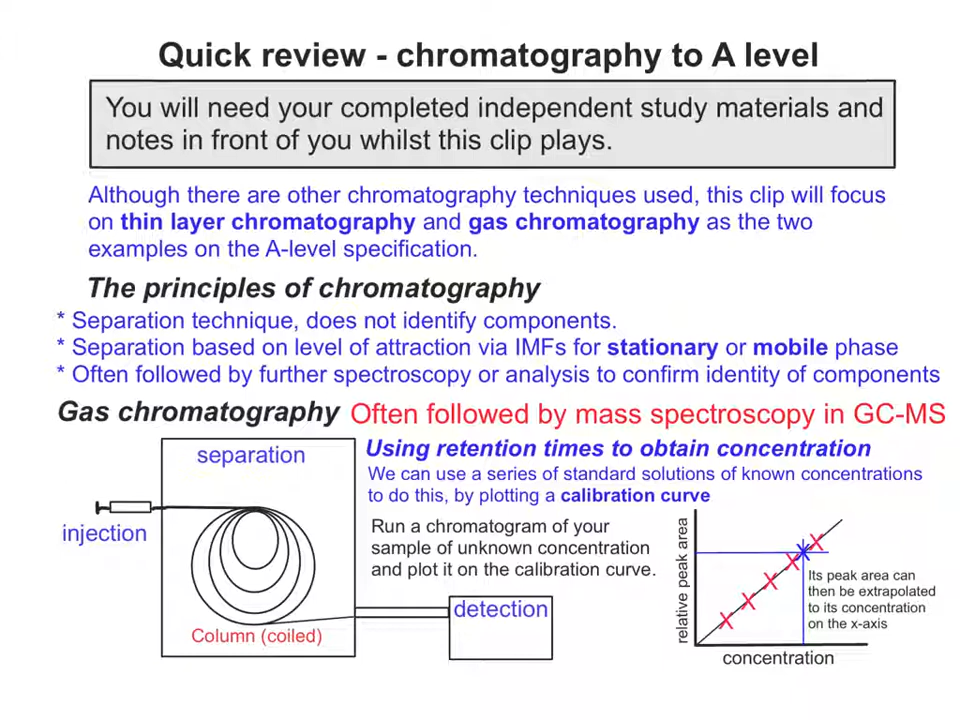 Quick review - chromatography to A level
You will need your completed independent study materials and
notes in front of you whilst this clip plays.
Although there are other chromatography techniques used, this clip will focus
on thin layer chromatography and gas chromatography as the two
examples on the A-level specification.
The principles of chromatography
* Separation technique, does not identify components.
* Separation based on level of attraction via IMFs for stationary or mobile phase
* Often followed by further spectroscopy or analysis to confirm identity of components
Gas chromatography Often followed by mass spectroscopy in GC-MS
separation
injection
Column (coiled)
detection
Using retention times to obtain concentration
We can use a series of standard solutions of known concentrations
to do this, by plotting a calibration curve
Run a chromatogram of your
sample of unknown concentration
and plot it on the calibration curve.
relative peak area
Its peak area can
then be extrapolated
to its concentration
on the x-axis
concentration